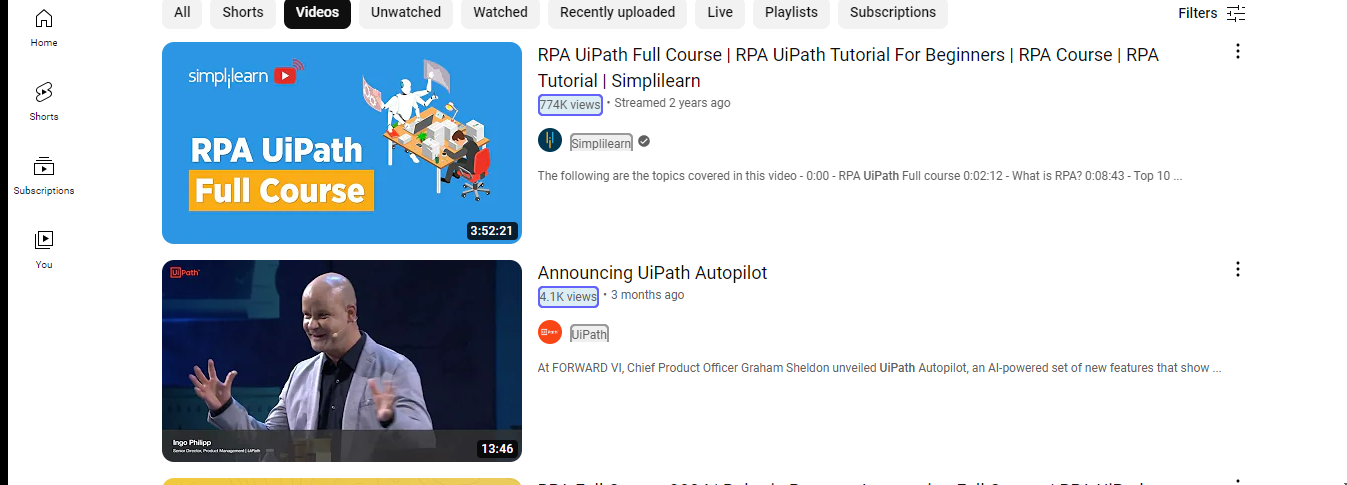 All Shorts Videos Unwatched Watched Recently uploaded Live Playlists Subscriptions Filters
Home
Shorts
Subscriptions
You
simplilearn
RPA UiPath
Full Course
3:52:21
RPA UiPath Full Course | RPA UiPath Tutorial For Beginners | RPA Course | RPA
Tutorial | Simplilearn
774K views • Streamed 2 years ago
Simplilearn
The following are the topics covered in this video - 0:00 - RPA UiPath Full course 0:02:12 - What is RPA? 0:08:43 - Top 10 ...
UiPath
Ingo Philipp
Senior Director, Product Management | UiPath
13:46
Announcing UiPath Autopilot
4.1K views • 3 months ago
UiPath
At FORWARD VI, Chief Product Officer Graham Sheldon unveiled UiPath Autopilot, an AI-powered set of new features that show ...